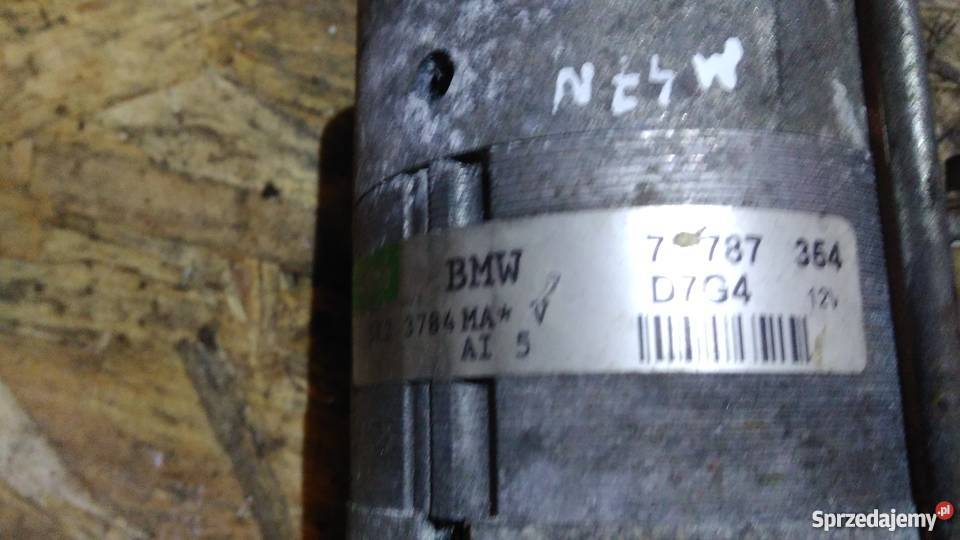 N47N
BMW 7 787 354
D7G4 12V
3784 MA*
AI 5
Sprzedajemy.pl